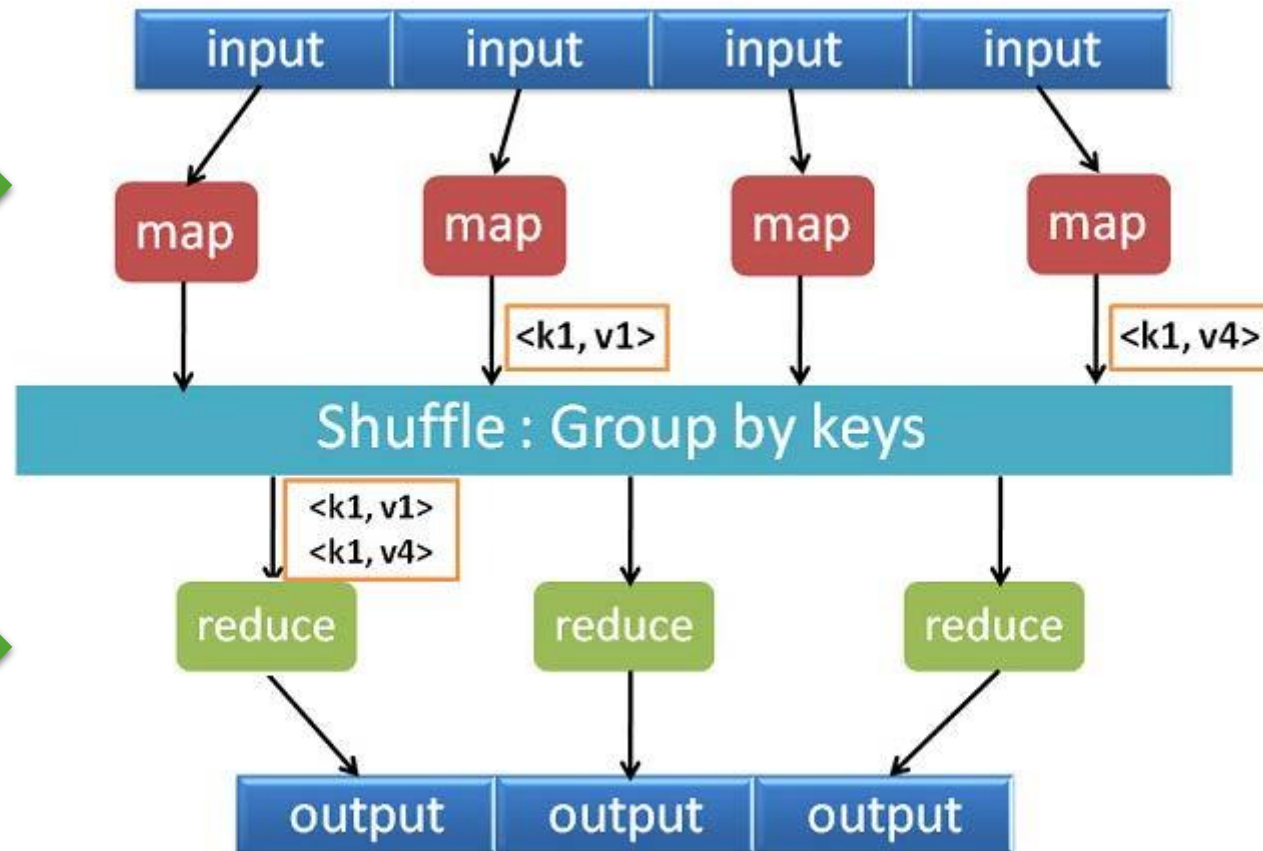 input input input input
map map map map
<k1, v1> <k1, v4>
Shuffle : Group by keys
<k1, v1>
<k1, v4>
reduce reduce reduce
output output output